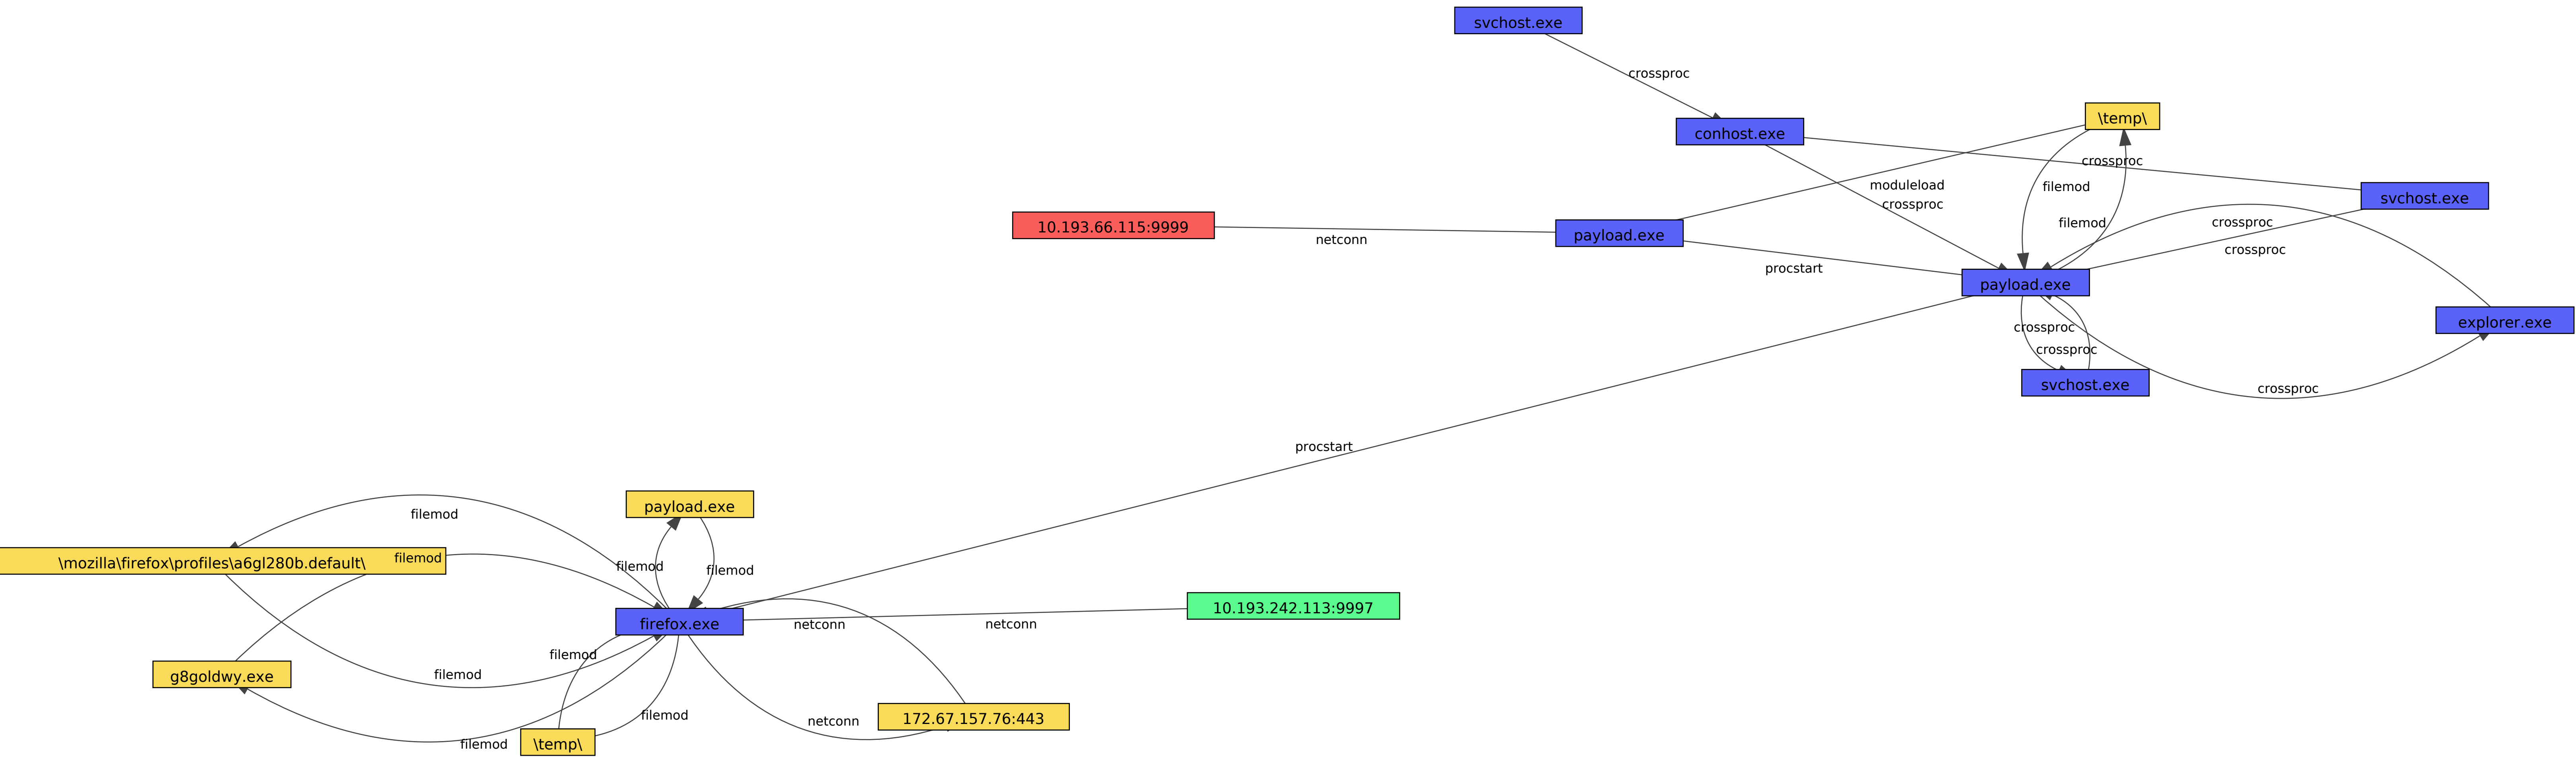 svchost.exe
crossproc
\temp\
conhost.exe
crossproc
moduleload
filemod
svchost.exe
crossproc
10.193.66.115:9999
netconn
payload.exe
filemod
crossproc
crossproc
procstart
payload.exe
explorer.exe
crossproc
crossproc
svchost.exe
crossproc
procstart
payload.exe
filemod
\mozilla\firefox\profiles\a6gl280b.default\
filemod
filemod
filemod
firefox.exe
netconn
netconn
10.193.242.113:9997
filemod
filemod
g8goldwy.exe
filemod
netconn
172.67.157.76:443
filemod
\temp\